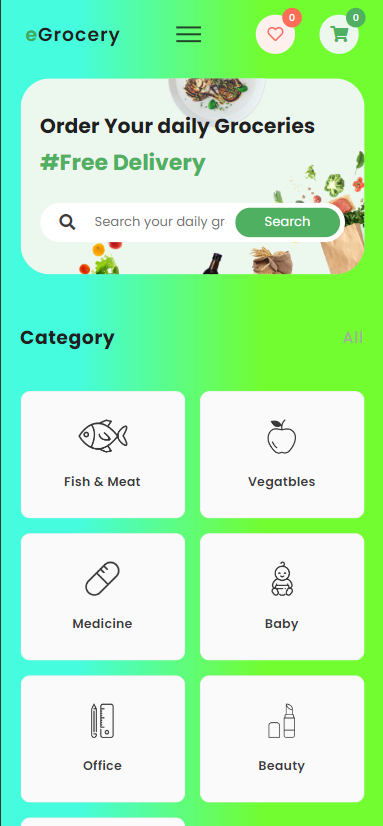 eGrocery
0
0
Order Your daily Groceries
#Free Delivery
Search your daily gr
Search
Category
All
Fish & Meat
Vegatbles
Medicine
Baby
Office
Beauty